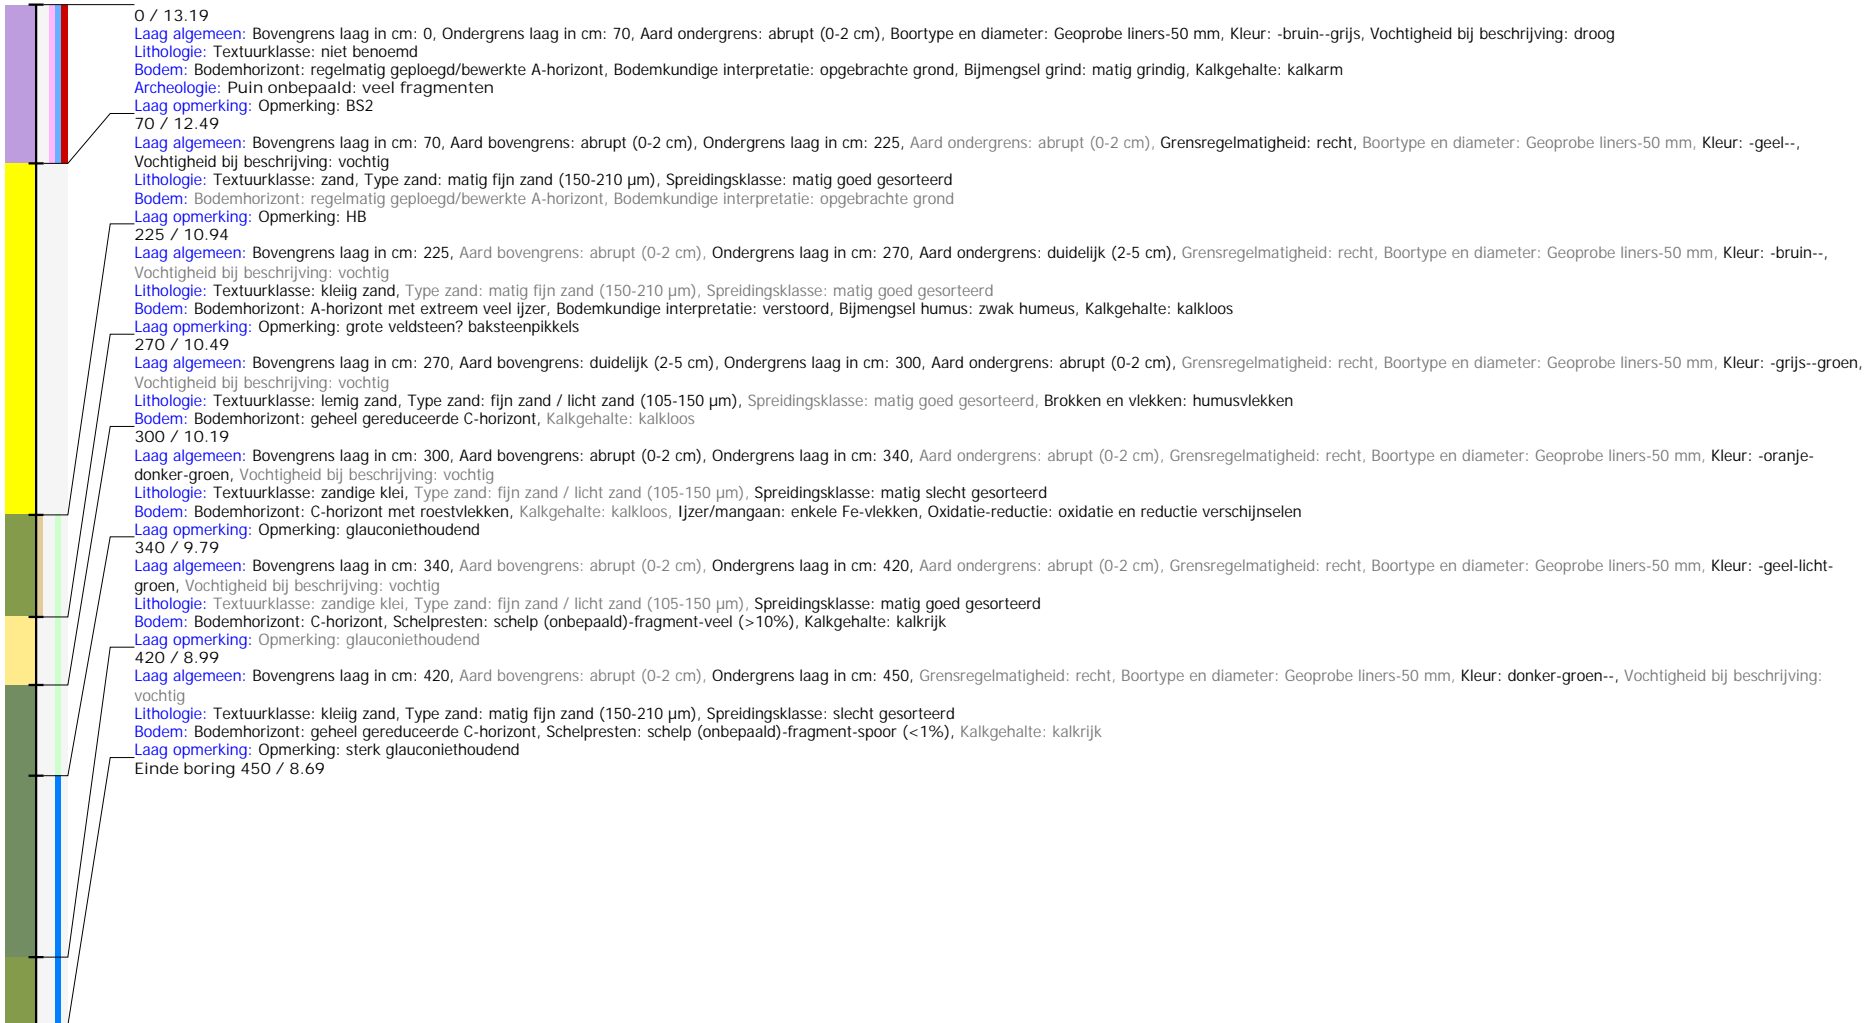 0 / 13.19
Laag algemeen: Bovengrens laag in cm: 0, Ondergrens laag in cm: 70, Aard ondergrens: abrupt (0-2 cm), Boortype en diameter: Geoprobe liners-50 mm, Kleur: -bruin--grijs, Vochtigheid bij beschrijving: droog
Lithologie: Textuurklasse: niet benoemd
Bodem: Bodemhorizont: regelmatig geploegd/bewerkte A-horizont, Bodemkundige interpretatie: opgebrachte grond, Bijmengsel grind: matig grindig, Kalkgehalte: kalkarm
Archeologie: Puin onbepaald: veel fragmenten
Laag opmerking: Opmerking: BS2
70 / 12.49
Laag algemeen: Bovengrens laag in cm: 70, Aard bovengrens: abrupt (0-2 cm), Ondergrens laag in cm: 225, Aard ondergrens: abrupt (0-2 cm), Grensregelmatigheid: recht, Boortype en diameter: Geoprobe liners-50 mm, Kleur: -geel--,
Vochtigheid bij beschrijving: vochtig
Lithologie: Textuurklasse: zand, Type zand: matig fijn zand (150-210 µm), Spreidingsklasse: matig goed gesorteerd
Bodem: Bodemhorizont: regelmatig geploegd/bewerkte A-horizont, Bodemkundige interpretatie: opgebrachte grond
Laag opmerking: Opmerking: HB
225 / 10.94
Laag algemeen: Bovengrens laag in cm: 225, Aard bovengrens: abrupt (0-2 cm), Ondergrens laag in cm: 270, Aard ondergrens: duidelijk (2-5 cm), Grensregelmatigheid: recht, Boortype en diameter: Geoprobe liners-50 mm, Kleur: -bruin--,
Vochtigheid bij beschrijving: vochtig
Lithologie: Textuurklasse: kleiig zand, Type zand: matig fijn zand (150-210 µm), Spreidingsklasse: matig goed gesorteerd
Bodem: Bodemhorizont: A-horizont met extreem veel ijzer, Bodemkundige interpretatie: verstoord, Bijmengsel humus: zwak humeus, Kalkgehalte: kalkloos
Laag opmerking: Opmerking: grote veldsteen? baksteenpikkels
270 / 10.49
Laag algemeen: Bovengrens laag in cm: 270, Aard bovengrens: duidelijk (2-5 cm), Ondergrens laag in cm: 300, Aard ondergrens: abrupt (0-2 cm), Grensregelmatigheid: recht, Boortype en diameter: Geoprobe liners-50 mm, Kleur: -grijs--groen,
Vochtigheid bij beschrijving: vochtig
Lithologie: Textuurklasse: lemig zand, Type zand: fijn zand / licht zand (105-150 µm), Spreidingsklasse: matig goed gesorteerd, Brokken en vlekken: humusvlekken
Bodem: Bodemhorizont: geheel gereduceerde C-horizont, Kalkgehalte: kalkloos
300 / 10.19
Laag algemeen: Bovengrens laag in cm: 300, Aard bovengrens: abrupt (0-2 cm), Ondergrens laag in cm: 340, Aard ondergrens: abrupt (0-2 cm), Grensregelmatigheid: recht, Boortype en diameter: Geoprobe liners-50 mm, Kleur: -oranje-
donker-groen, Vochtigheid bij beschrijving: vochtig
Lithologie: Textuurklasse: zandige klei, Type zand: fijn zand / licht zand (105-150 µm), Spreidingsklasse: matig slecht gesorteerd
Bodem: Bodemhorizont: C-horizont met roestvlekken, Kalkgehalte: kalkloos, Ijzer/mangaan: enkele Fe-vlekken, Oxidatie-reductie: oxidatie en reductie verschijnselen
Laag opmerking: Opmerking: glauconiethoudend
340 / 9.79
Laag algemeen: Bovengrens laag in cm: 340, Aard bovengrens: abrupt (0-2 cm), Ondergrens laag in cm: 420, Aard ondergrens: abrupt (0-2 cm), Grensregelmatigheid: recht, Boortype en diameter: Geoprobe liners-50 mm, Kleur: -geel-licht-
groen, Vochtigheid bij beschrijving: vochtig
Lithologie: Textuurklasse: zandige klei, Type zand: fijn zand / licht zand (105-150 µm), Spreidingsklasse: matig goed gesorteerd
Bodem: Bodemhorizont: C-horizont, Schelpresten: schelp (onbepaald)-fragment-veel (>10%), Kalkgehalte: kalkrijk
Laag opmerking: Opmerking: glauconiethoudend
420 / 8.99
Laag algemeen: Bovengrens laag in cm: 420, Aard bovengrens: abrupt (0-2 cm), Ondergrens laag in cm: 450, Grensregelmatigheid: recht, Boortype en diameter: Geoprobe liners-50 mm, Kleur: donker-groen--, Vochtigheid bij beschrijving:
vochtig
Lithologie: Textuurklasse: kleiig zand, Type zand: matig fijn zand (150-210 µm), Spreidingsklasse: slecht gesorteerd
Bodem: Bodemhorizont: geheel gereduceerde C-horizont, Schelpresten: schelp (onbepaald)-fragment-spoor (<1%), Kalkgehalte: kalkrijk
Laag opmerking: Opmerking: sterk glauconiethoudend
Einde boring 450 / 8.69